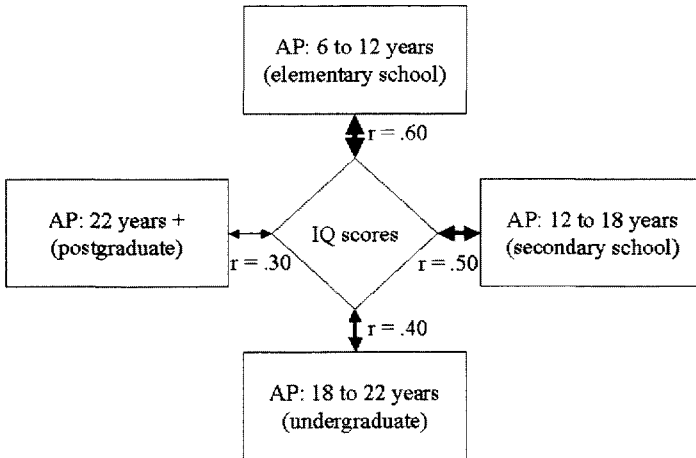 AP: 6 to 12 years
(elementary school)
r = .60
AP: 22 years +
(postgraduate)
r = .30
IQ scores
AP: 12 to 18 years
(secondary school)
r = .50
r = .40
AP: 18 to 22 years
(undergraduate)